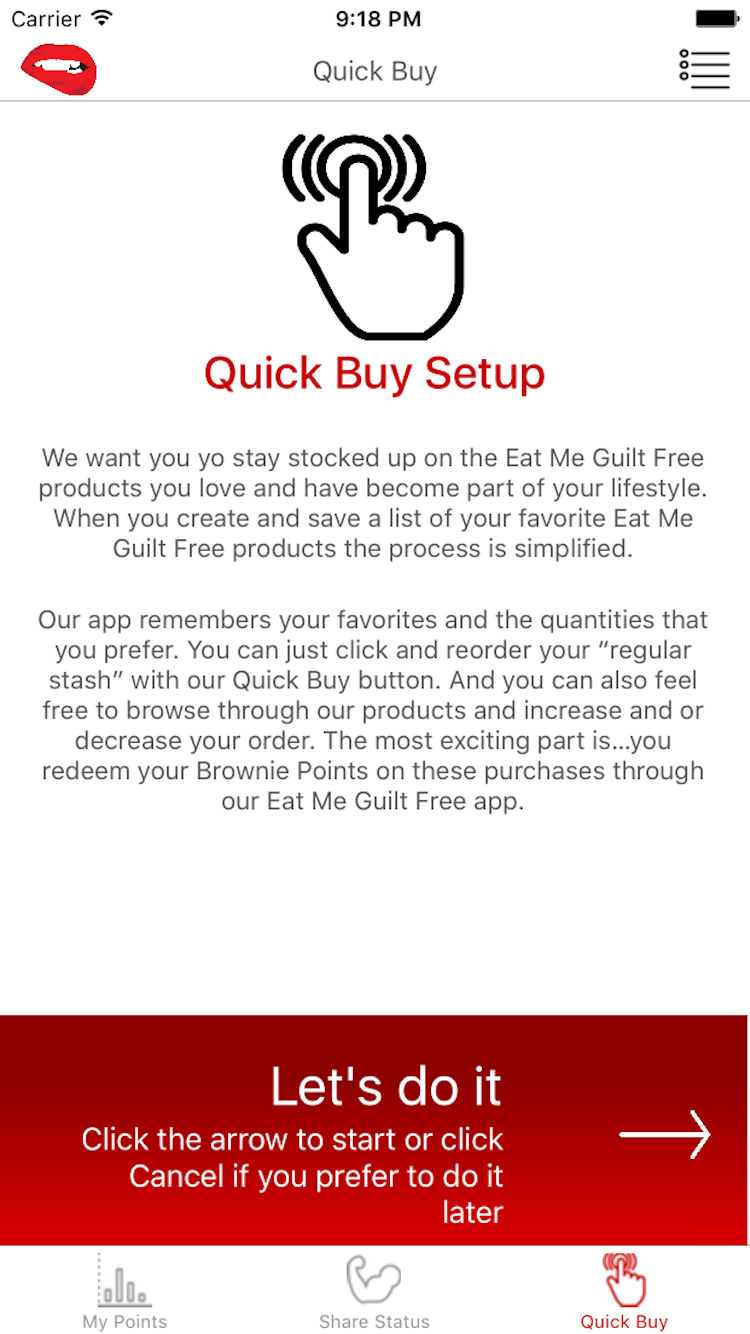 Carrier 9:18 PM
Quick Buy
Quick Buy Setup
We want you yo stay stocked up on the Eat Me Guilt Free
products you love and have become part of your lifestyle.
When you create and save a list of your favorite Eat Me
Guilt Free products the process is simplified.
Our app remembers your favorites and the quantities that
you prefer. You can just click and reorder your “regular
stash” with our Quick Buy button. And you can also feel
free to browse through our products and increase and or
decrease your order. The most exciting part is...you
redeem your Brownie Points on these purchases through
our Eat Me Guilt Free app.
Let's do it
Click the arrow to start or click
Cancel if you prefer to do it
later
My Points Share Status Quick Buy